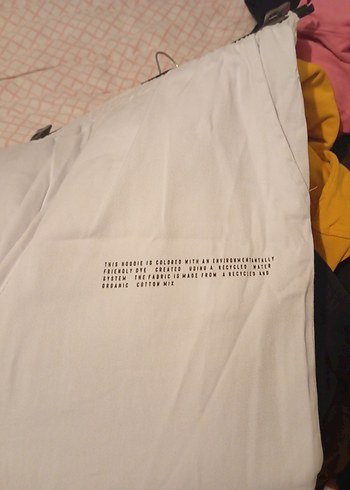 THIS HOODIE IS COLORED WITH AN ENVIRONMENTALLY
FRIENDLY DYE CREATED USING A RECYCLED WATER
SYSTEM THE FABRIC IS MADE FROM A RECYCLED AND
ORGANIC COTTON MIX